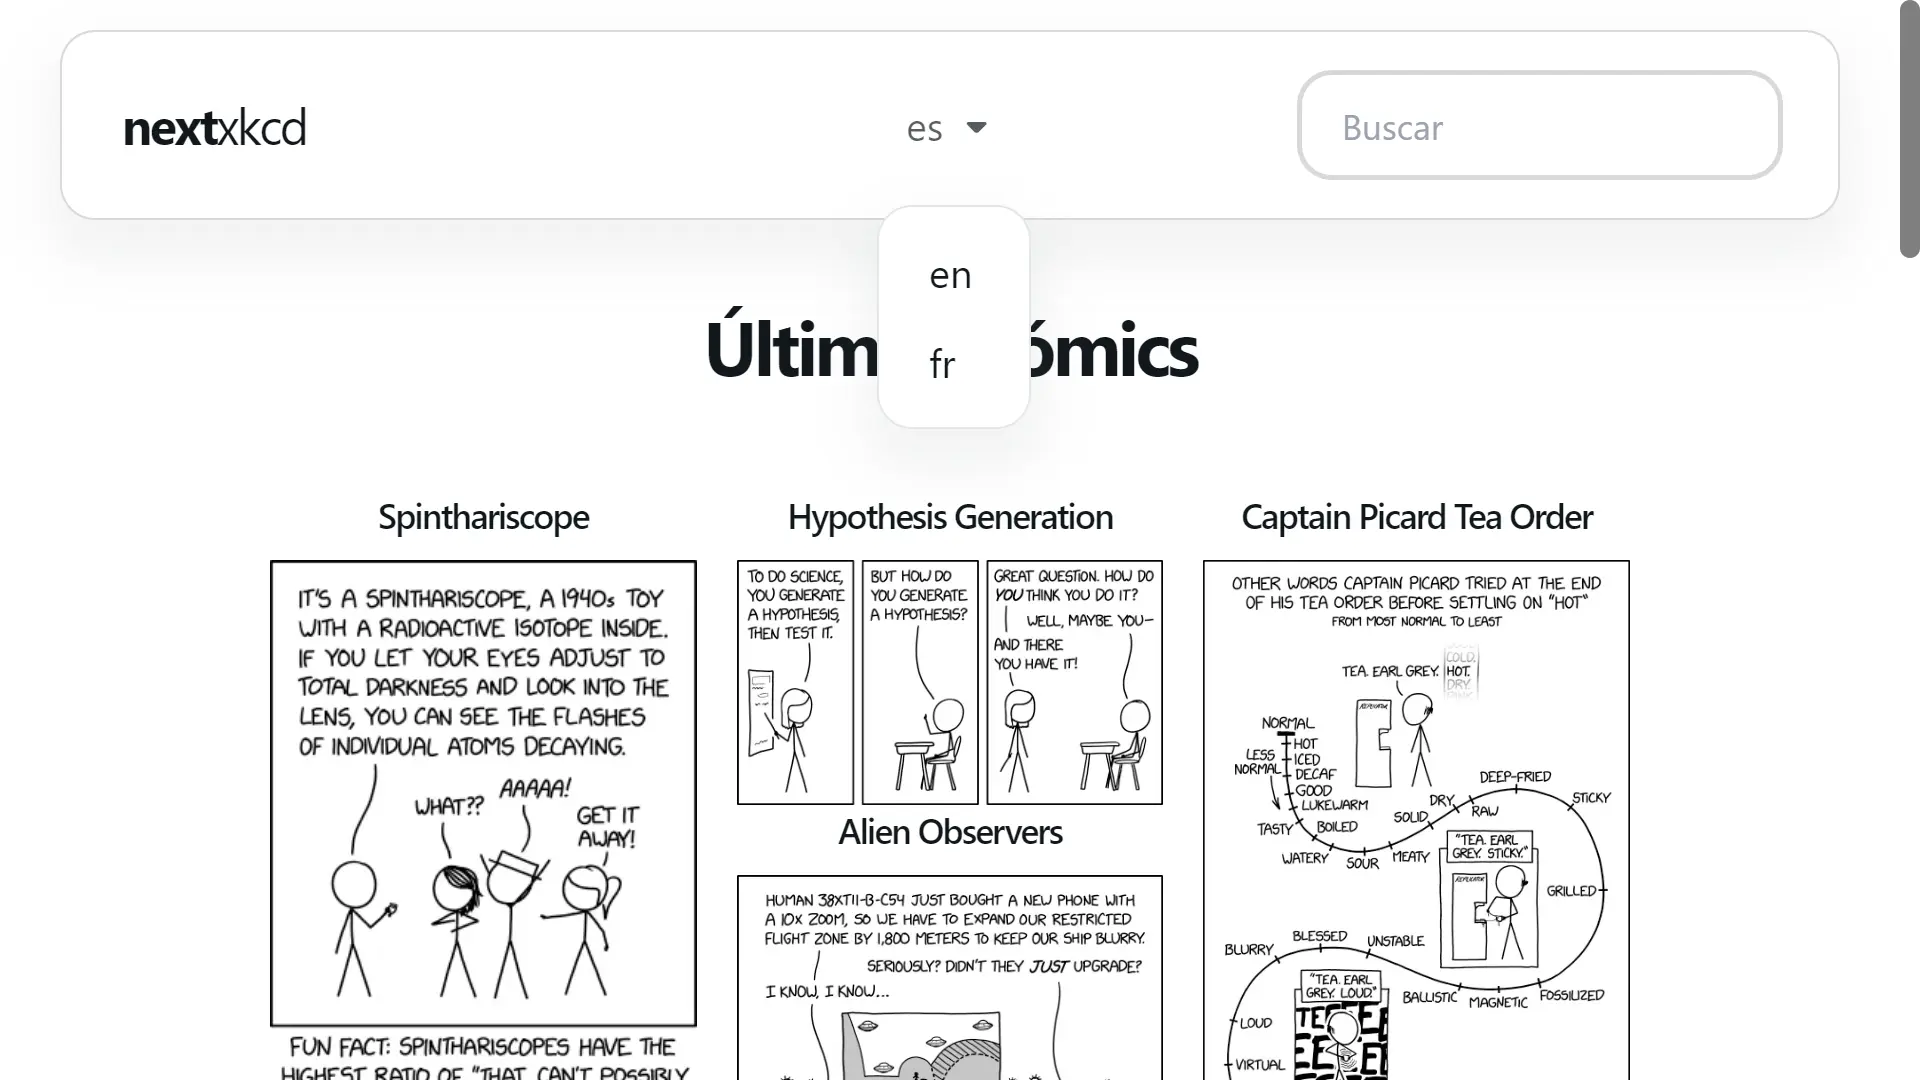 nextxkcd
es
Buscar
en
fr
Últim ómics
Spinthariscope
IT'S A SPINTHARISCOPE, A 1940s TOY
WITH A RADIOACTIVE ISOTOPE INSIDE.
IF YOU LET YOUR EYES ADJUST TO
TOTAL DARKNESS AND LOOK INTO THE
LENS, YOU CAN SEE THE FLASHES
OF INDIVIDUAL ATOMS DECAYING.
WHAT??
AAAAA!
GET IT
AWAY!
FUN FACT: SPINTHARISCOPES HAVE THE
HIGHEST RATIO OF "THAT CAN'T POSSIBLY
Hypothesis Generation
TO DO SCIENCE,
YOU GENERATE
A HYPOTHESIS,
THEN TEST IT.
BUT HOW DO
YOU GENERATE
A HYPOTHESIS?
GREAT QUESTION. HOW DO
YOU THINK YOU DO IT?
WELL, MAYBE YOU—
AND THERE
YOU HAVE IT!
Alien Observers
HUMAN 38XT11-B-C54 JUST BOUGHT A NEW PHONE WITH
A 10X ZOOM, SO WE HAVE TO EXPAND OUR RESTRICTED
FLIGHT ZONE BY 1,800 METERS TO KEEP OUR SHIP BLURRY.
SERIOUSLY? DIDN'T THEY JUST UPGRADE?
I KNOW, I KNOW...
Captain Picard Tea Order
OTHER WORDS CAPTAIN PICARD TRIED AT THE END
OF HIS TEA ORDER BEFORE SETTLING ON "HOT"
FROM MOST NORMAL TO LEAST
COLD.
TEA. EARL GREY. HOT.
DRY.
REPLICATOR
NORMAL
HOT
LESS
NORMAL
ICED
DECAF
GOOD
LUKEWARM
TASTY
BOILED
WATERY
SOUR
MEATY
SOLID
DRY
RAW
DEEP-FRIED
STICKY
"TEA. EARL
GREY. STICKY."
REPLICATOR
GRILLED
FOSSILIZED
MAGNETIC
BALLISTIC
UNSTABLE
BLESSED
BLURRY
"TEA. EARL
GREY. LOUD."
LOUD
VIRTUAL